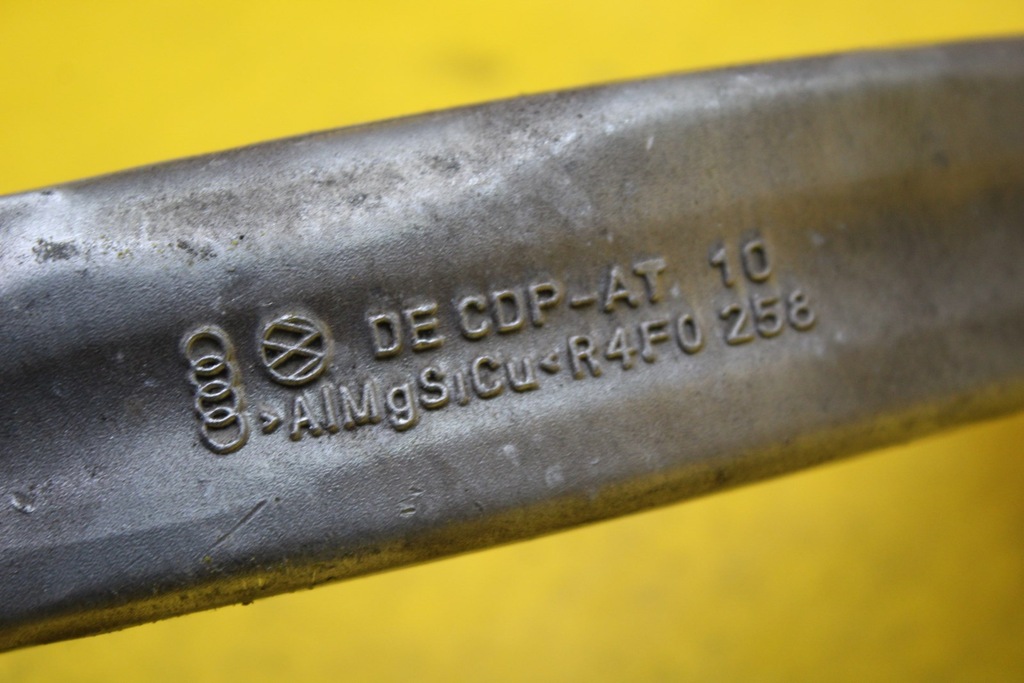 DE CDP-AT 10
>AlMgSiCu<R4F0 258